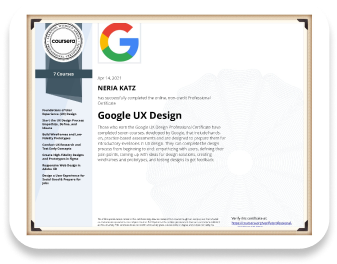 coursera
7 Courses
Foundations of User
Experience (UX) Design
Start the UX Design Process:
Empathize, Define, and
Ideate
Build Wireframes and Low-
Fidelity Prototypes
Conduct UX Research and
Test Early Concepts
Create High-Fidelity Designs
and Prototypes in Figma
Responsive Web Design in
Adobe XD
Design a User Experience for
Social Good & Prepare for
Jobs
Google
Apr 14, 2021
NERIA KATZ
has successfully completed the online, non-credit Professional
Certificate
Google UX Design
Those who earn the Google UX Design Professional Certificate have
completed seven courses, developed by Google, that include hands-
on, practice-based assessments and are designed to prepare them for
introductory-level roles in UX design. They can complete the design
process from beginning to end: empathizing with users, defining their
pain points, coming up with ideas for design solutions, creating
wireframes and prototypes, and testing designs to get feedback.
Verify this certificate at: